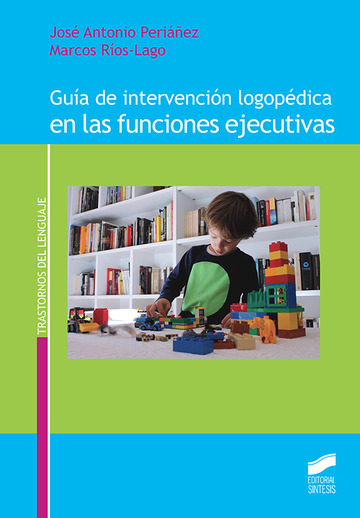 José Antonio Periáñez
Marcos Ríos-Lago
Guía de intervención logopédica
en las funciones ejecutivas
TRASTORNOS DEL LENGUAJE
EDITORIAL
SÍNTESIS